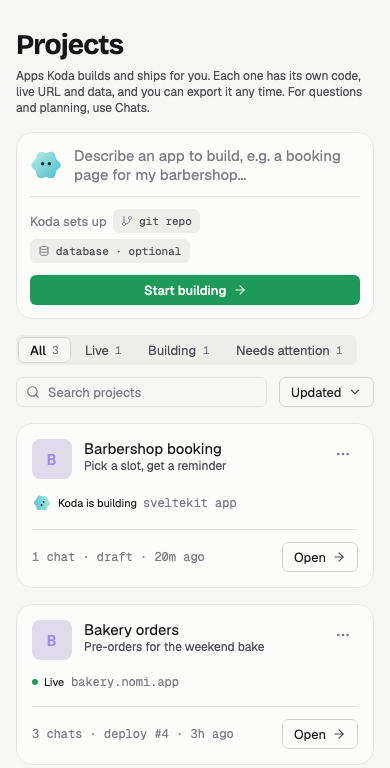 Projects
Apps Koda builds and ships for you. Each one has its own code,
live URL and data, and you can export it any time. For questions
and planning, use Chats.
Describe an app to build, e.g. a booking
page for my barbershop…
Koda sets up git repo
database · optional
Start building →
All 3 Live 1 Building 1 Needs attention 1
Search projects Updated
B Barbershop booking
Pick a slot, get a reminder
Koda is building sveltekit app
1 chat · draft · 20m ago Open →
B Bakery orders
Pre-orders for the weekend bake
Live bakery.nomi.app
3 chats · deploy #4 · 3h ago Open →